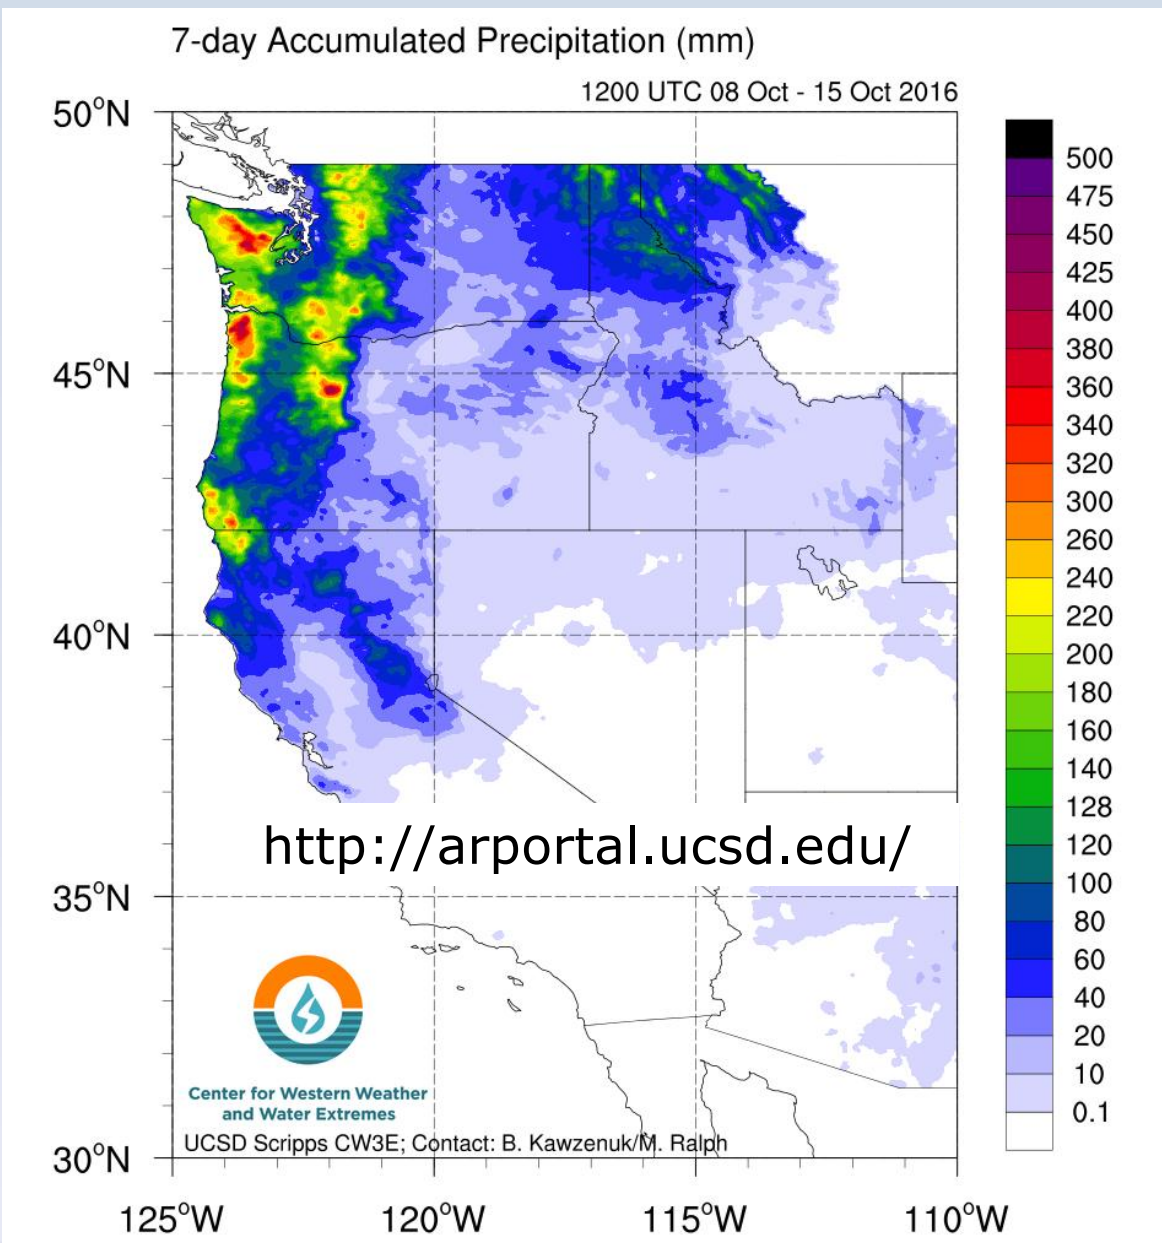 7-day Accumulated Precipitation (mm)
1200 UTC 08 Oct - 15 Oct 2016
50°N
45°N
40°N
35°N
30°N
125°W
120°W
115°W
110°W
500
475
450
425
400
380
360
340
320
300
260
240
220
200
180
160
140
128
120
100
80
60
40
20
10
0.1
http://arportal.ucsd.edu/
Center for Western Weather
and Water Extremes
UCSD Scripps CW3E; Contact: B. Kawzenuk/M. Ralph